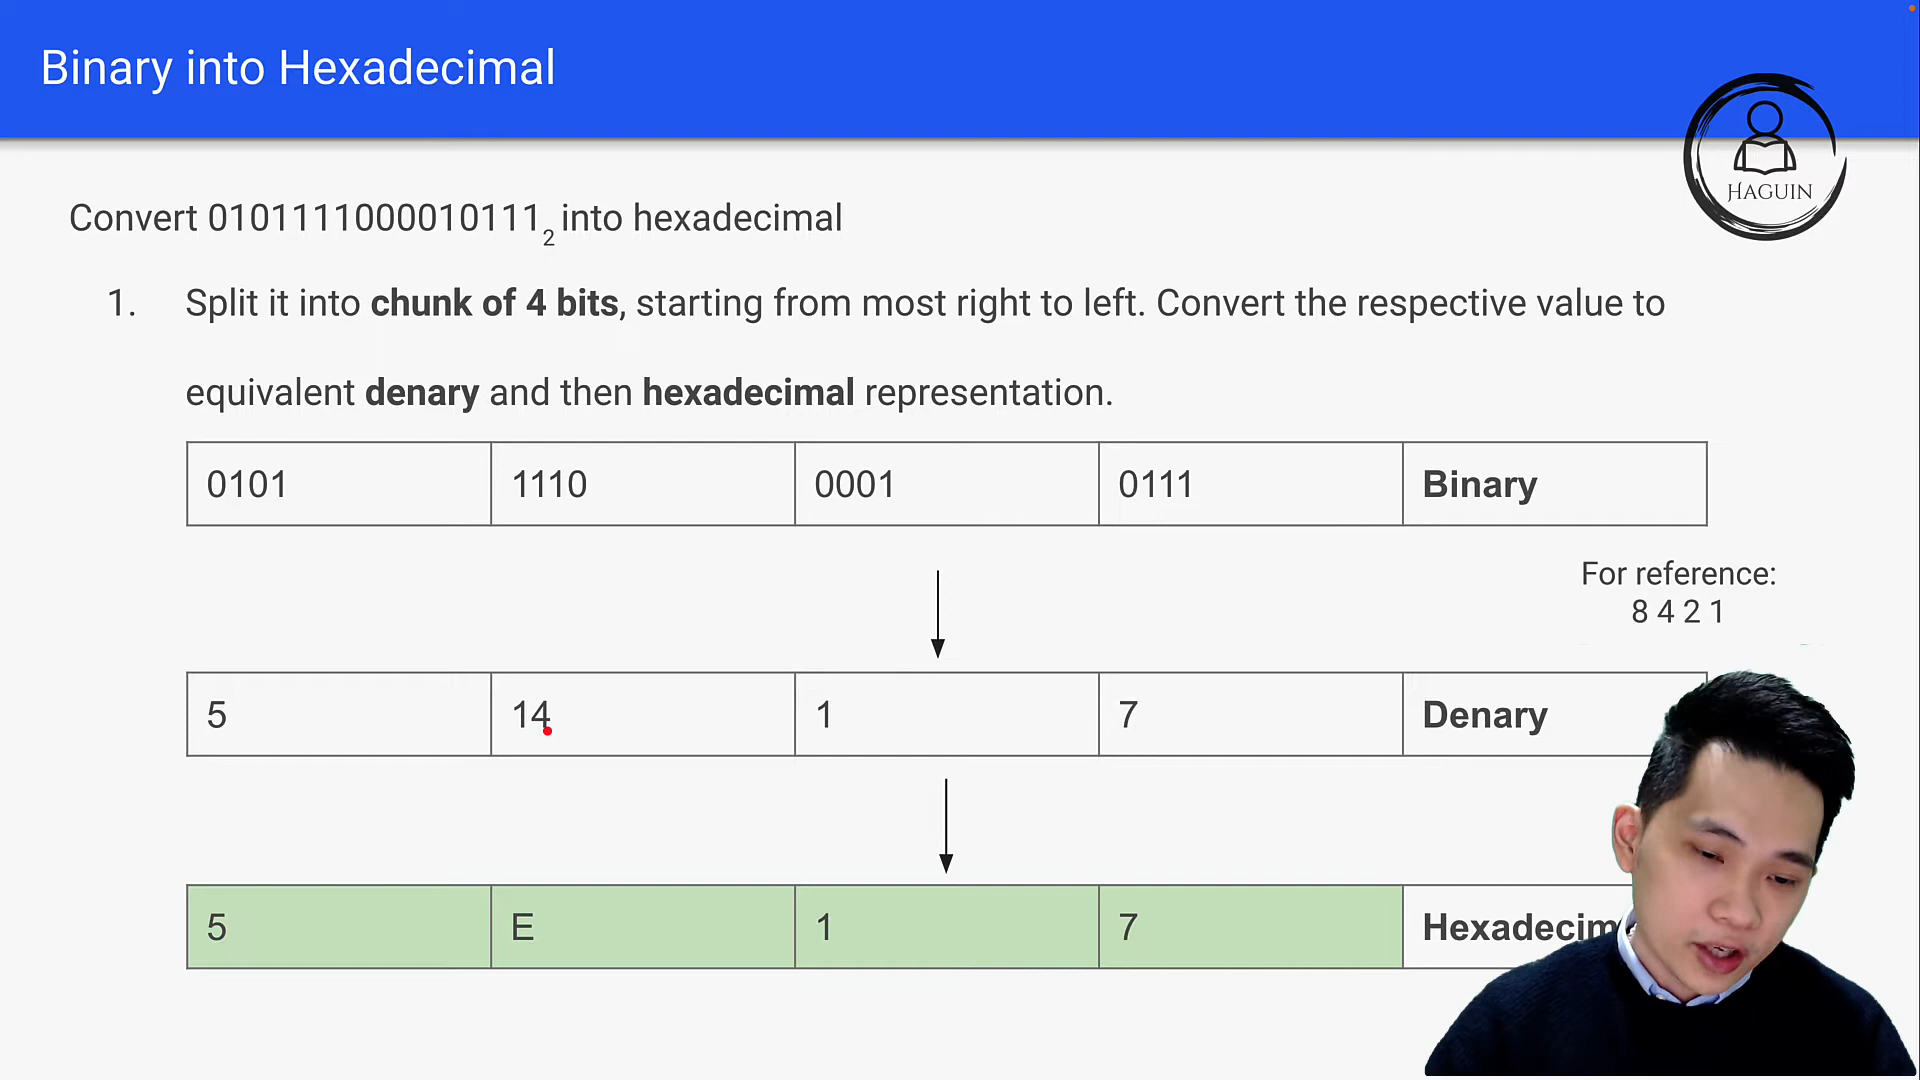 Binary into Hexadecimal
HAGUIN
Convert 0101111000010111₂ into hexadecimal
1. Split it into chunk of 4 bits, starting from most right to left. Convert the respective value to
equivalent denary and then hexadecimal representation.
0101 1110 0001 0111 Binary
For reference:
8 4 2 1
5 14 1 7 Denary
5 E 1 7 Hexadecim